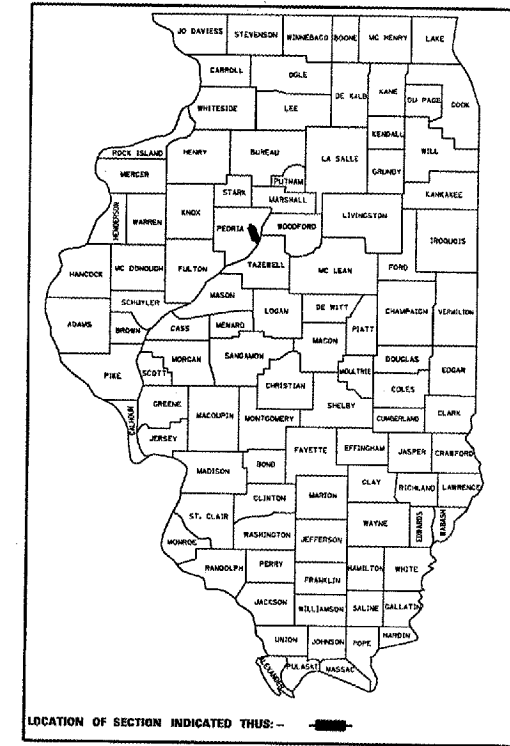 JO DAVIESS STEVENSON WINNEBAGO BOONE MC HENRY LAKE
CARROLL OGLE
DE KALB KANE DU PAGE COOK
WHITESIDE LEE
KENDALL WILL
ROCK ISLAND HENRY BUREAU LA SALLE
MERCER PUTNAM GRUNDY
STARK MARSHALL KANKAKEE
HENDERSON WARREN KNOX PEORIA WOODFORD LIVINGSTON
IROQUOIS
HANCOCK MC DONOUGH FULTON TAZEWELL MC LEAN FORD
MASON
SCHUYLER LOGAN DE WITT CHAMPAIGN VERMILION
ADAMS BROWN CASS MENARD PIATT
MACON
MORGAN SANGAMON DOUGLAS EDGAR
PIKE SCOTT CHRISTIAN MOULTRIE COLES
GREENE MACOUPIN SHELBY CLARK
CALHOUN MONTGOMERY CUMBERLAND
JERSEY
FAYETTE EFFINGHAM JASPER CRAWFORD
MADISON BOND
CLAY RICHLAND LAWRENCE
CLINTON MARION
ST. CLAIR WAYNE EDWARDS WABASH
WASHINGTON JEFFERSON
MONROE
RANDOLPH PERRY HAMILTON WHITE
FRANKLIN
JACKSON WILLIAMSON SALINE GALLATIN
UNION JOHNSON POPE HARDIN
ALEXANDER PULASKI MASSAC
LOCATION OF SECTION INDICATED THUS:-